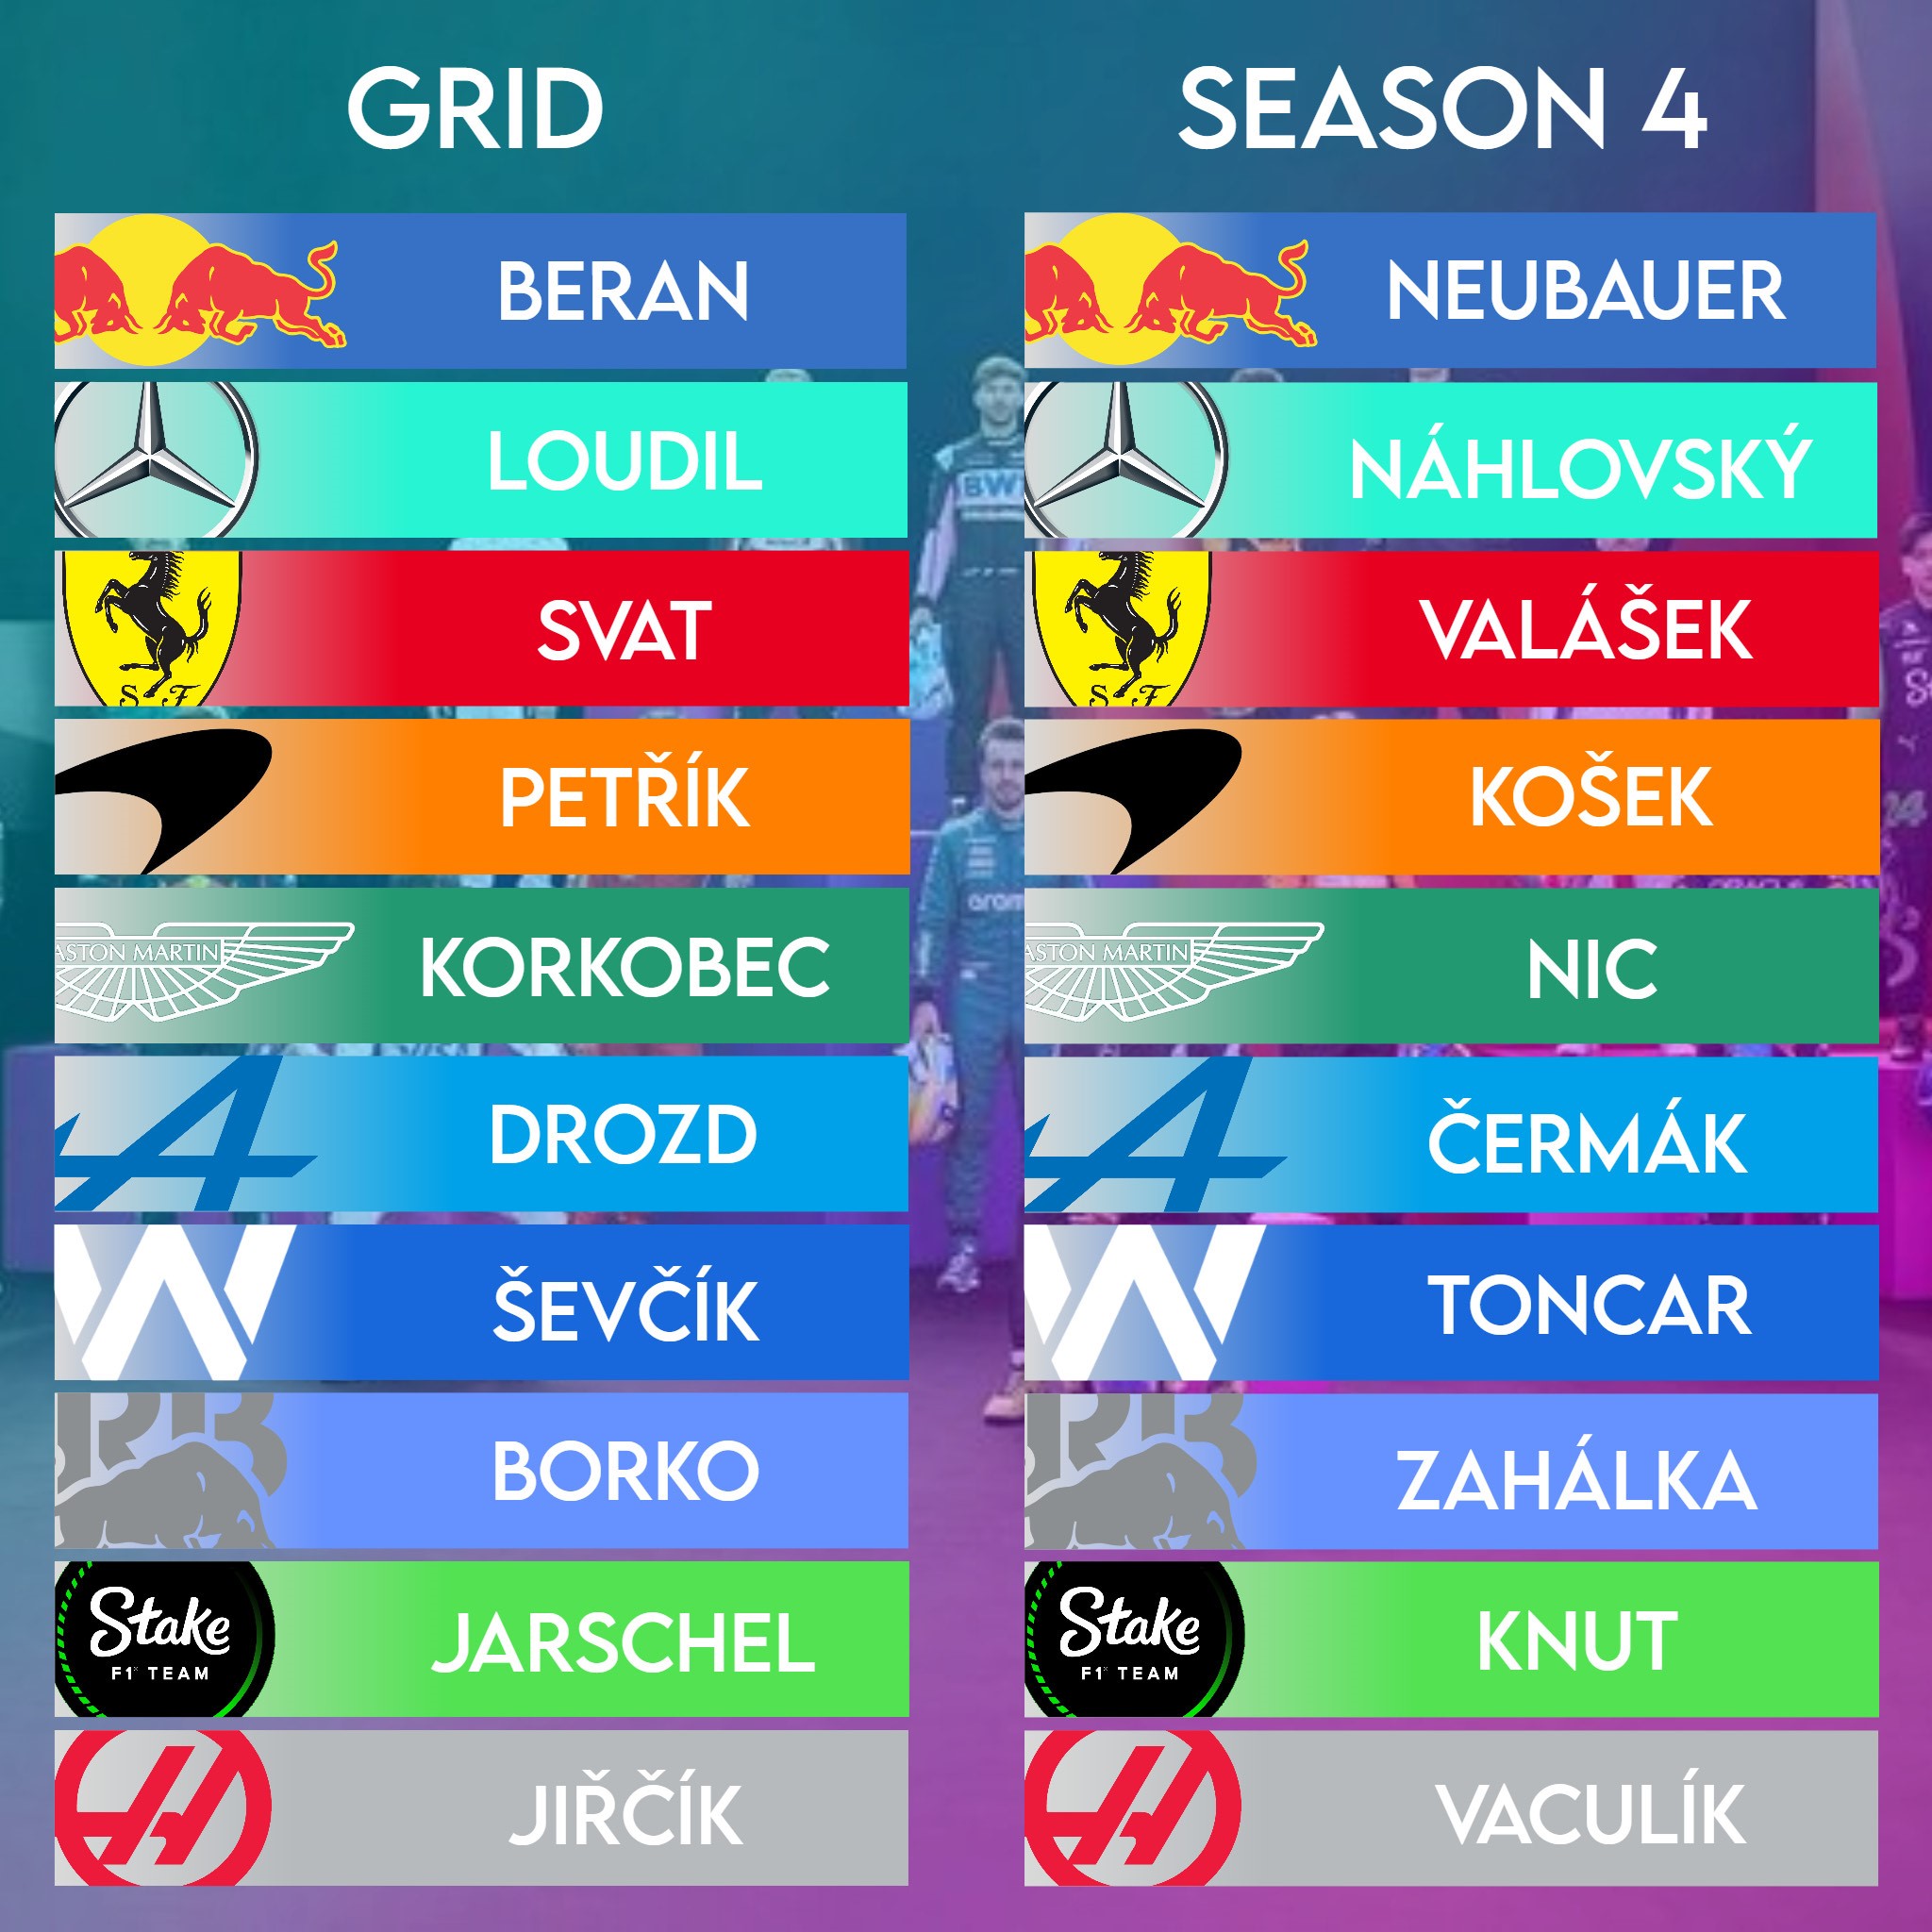 GRID SEASON 4
BERAN NEUBAUER
LOUDIL NÁHLOVSKÝ
SVAT VALÁŠEK
S F S F
PETŘÍK KOŠEK
ASTON MARTIN KORKOBEC ASTON MARTIN NIC
DROZD ČERMÁK
ŠEVČÍK TONCAR
BORKO ZAHÁLKA
Stake JARSCHEL Stake KNUT
F1 TEAM F1 TEAM
JIŘČÍK VACULÍK